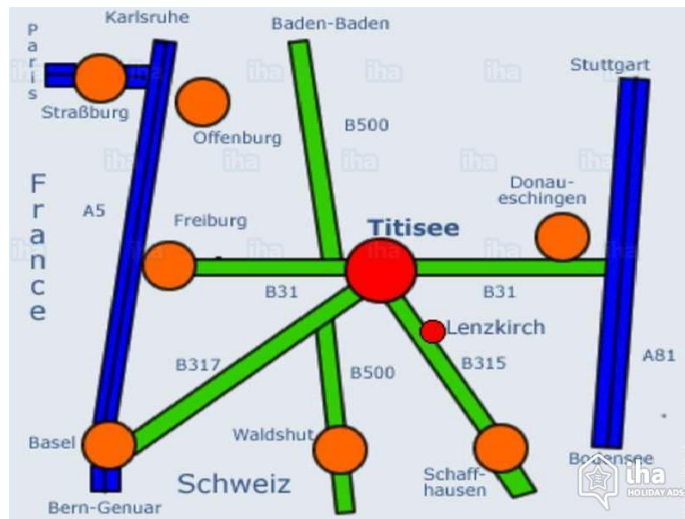 Karlsruhe
Baden-Baden
Paris
Stuttgart
Straßburg
Offenburg
B500
Donau-
eschingen
France
A5
Freiburg
Titisee
B31
B31
Lenzkirch
B317
B500
B315
A81
Basel
Waldshut
Schaff-
hausen
Bodensee
Schweiz
Bern-Genuar
iha
HOLIDAY ADS